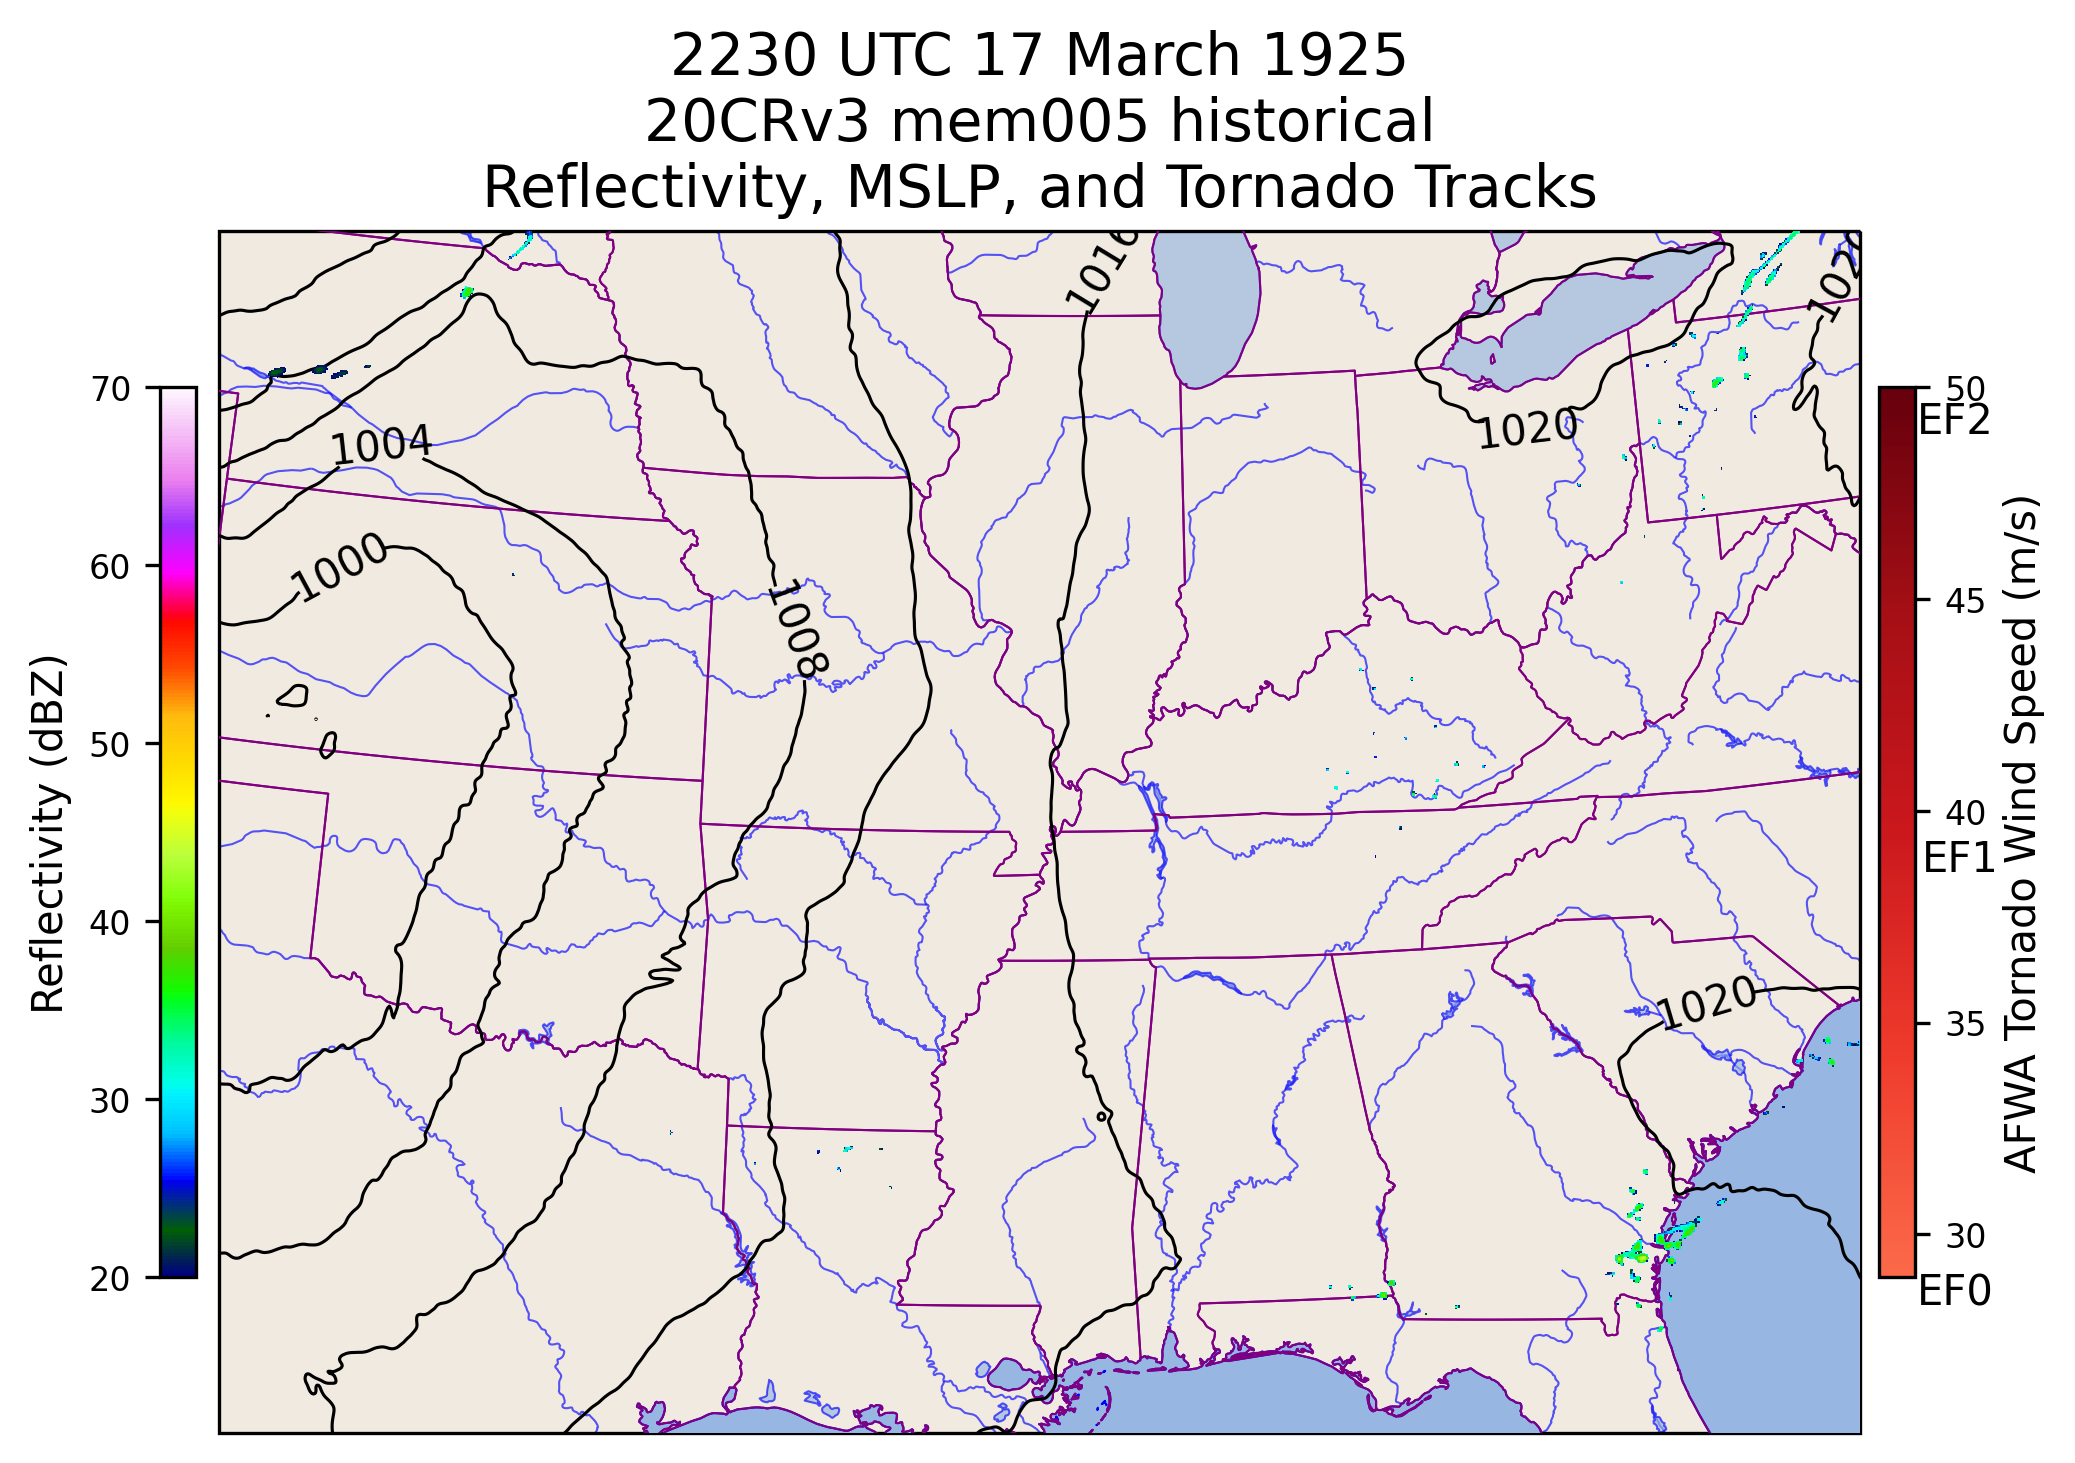 2230 UTC 17 March 1925
20CRv3 mem005 historical
Reflectivity, MSLP, and Tornado Tracks
Reflectivity (dBZ)
70
60
50
40
30
20
1016
1020
1020
1004
1000
1008
1020
50
EF2
45
40
EF1
35
30
EF0
AFWA Tornado Wind Speed (m/s)